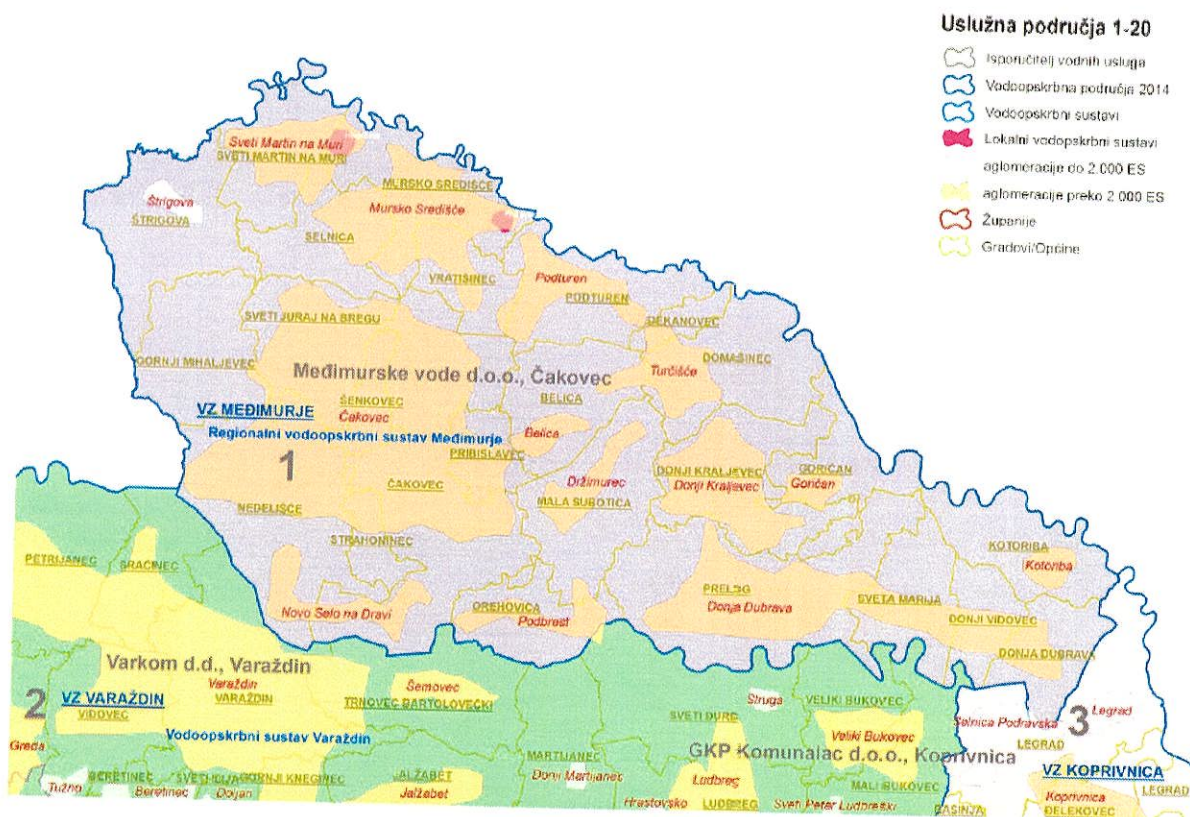 Uslužna područja 1-20
Isporučitelj vodnih usluga
Vodoopskrbna područja 2014
Vodoopskrbni sustavi
Lokalni vodopskrbni sustavi
aglomeracije do 2.000 ES
aglomeracije preko 2 000 ES
Županije
Gradovi/Općine
Sveti Martin na Muri
SVETI MARTIN NA MURI
MURSKO SREDIŠĆE
Štrigova
Mursko Središće
ŠTRIGOVA
SELNICA
VRATIŠINEC
Podturen
PODTUREN
SVETI JURAJ NA BREGU
DEKANOVEC
GORNJI MIHALJEVEC
DOMAŠINEC
Turčišće
Međimurske vode d.o.o., Čakovec
BELICA
ŠENKOVEC
VZ MEĐIMURJE
Čakovec
Regionalni vodoopskrbni sustav Međimurje
Belica
PRIBISLAVEC
1
DONJI KRALJEVEC
GORIČAN
Držimurec
Donji Kraljevec
Goričan
ČAKOVEC
MALA SUBOTICA
NEDELIŠĆE
STRAHONINEC
KOTORIBA
PETRIJANEC
SRAČINEC
Kotoriba
PRELOG
SVETA MARIJA
Novo Selo na Dravi
OREHOVICA
Donja Dubrava
Podbrest
DONJI VIDOVEC
DONJA DUBRAVA
Varkom d.d., Varaždin
Varaždin
Šemovec
2
VZ VARAŽDIN
VARAŽDIN
TRNOVEC BARTOLOVEČKI
Struga
VELIKI BUKOVEC
VIDOVEC
SVETI ĐURĐ
Selnica Podravska
3
Legrad
Vodoopskrbni sustav Varaždin
Veliki Bukovec
LEGRAD
Greda
MARTIJANEC
GKP Komunalac d.o.o., Koprivnica
BERETINEC
SVETI ILIJA
GORNJI KNEGINEC
JALŽABET
Donji Martijanec
Ludbreg
VZ KOPRIVNICA
Tužno
Beretinec
Doljan
Jalžabet
MALI BUKOVEC
LEGRAD
Hrastovsko
LUDBREG
Sveti Petar Ludbreški
RASINJA
Koprivnica
ĐELEKOVEC